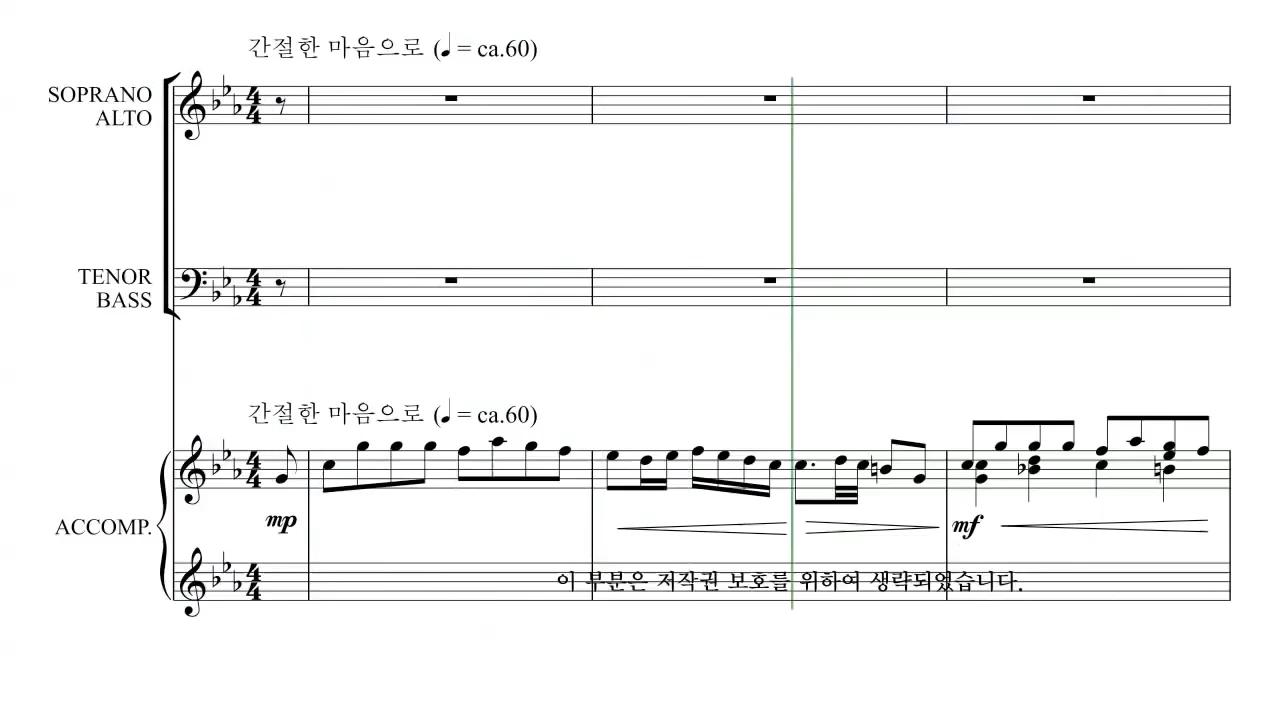 간절한 마음으로 (♩ = ca.60)
SOPRANO
ALTO
TENOR
BASS
간절한 마음으로 (♩ = ca.60)
mp
mf
ACCOMP.
이 부분은 저작권 보호를 위하여 생략되었습니다.